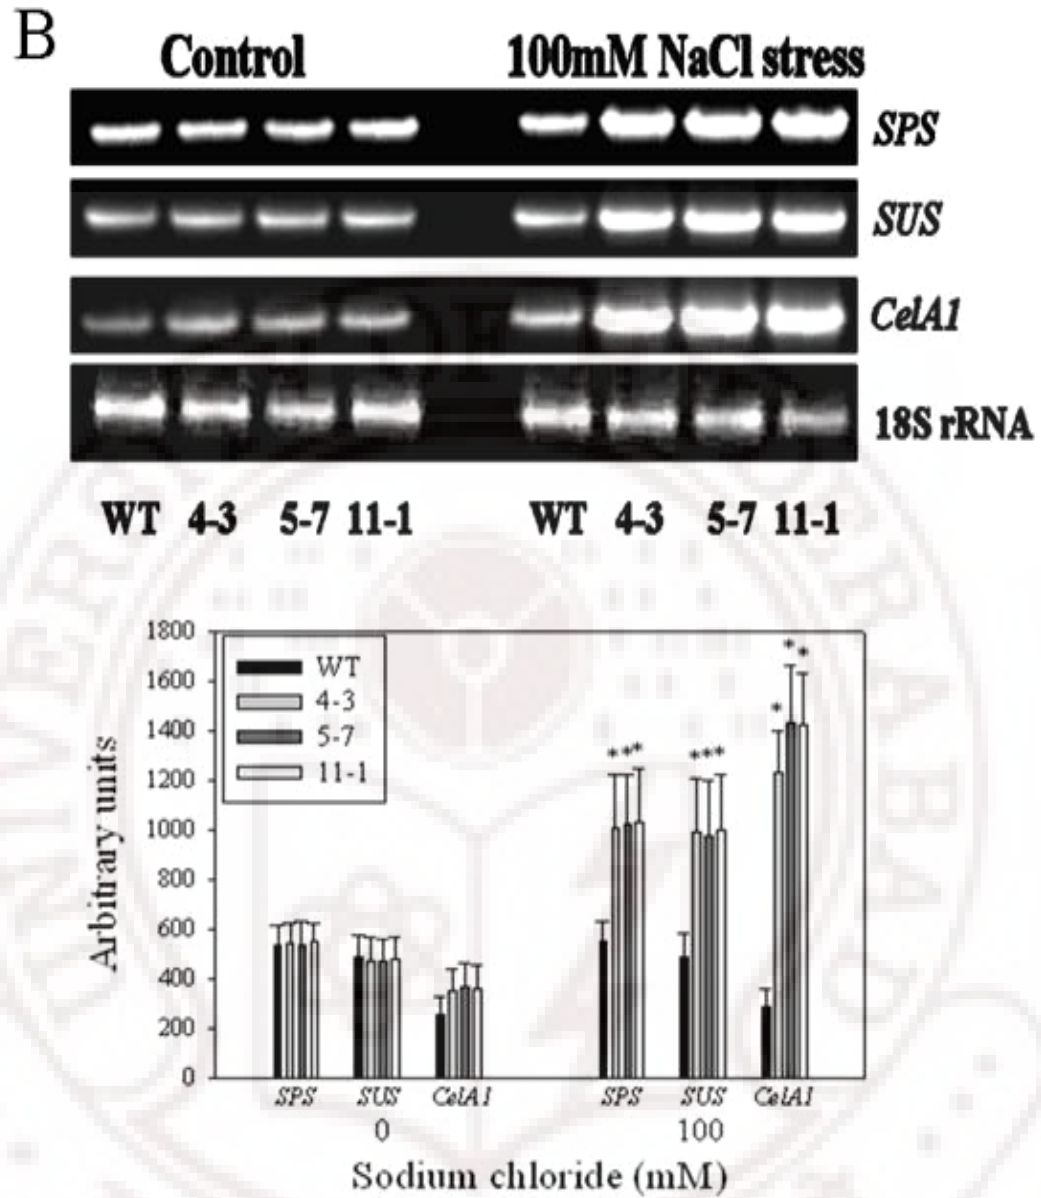 B
Control 100mM NaCl stress
SPS
SUS
CelA1
18S rRNA
WT 4-3 5-7 11-1 WT 4-3 5-7 11-1
1800
1600
1400
1200
1000
800
600
400
200
0
Arbitrary units
WT
4-3
5-7
11-1
* * *
* * *
* * *
SPS SUS CelA1 SPS SUS CelA1
0 100
Sodium chloride (mM)